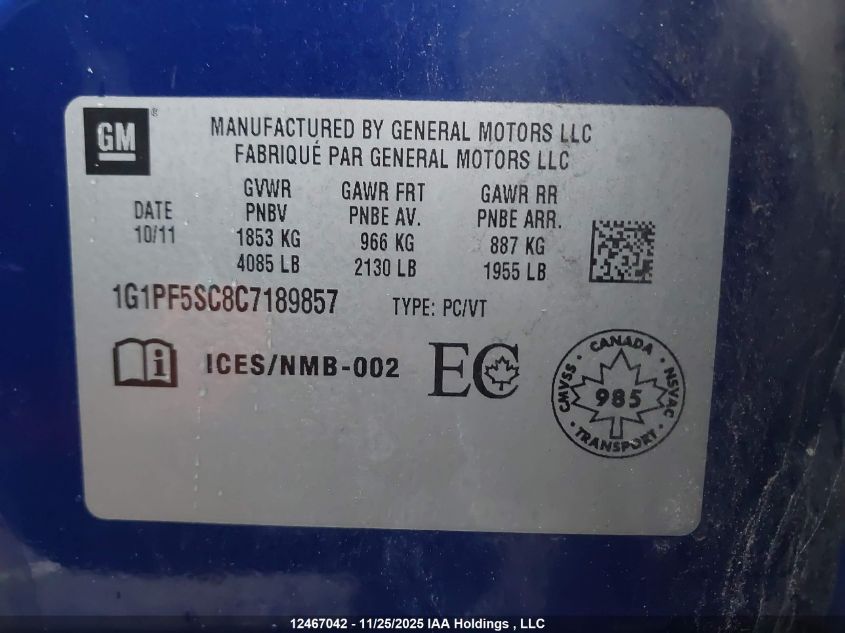 GM®
MANUFACTURED BY GENERAL MOTORS LLC
FABRIQUÉ PAR GENERAL MOTORS LLC
DATE
10/11
GVWR
PNBV
1853 KG
4085 LB
GAWR FRT
PNBE AV.
966 KG
2130 LB
GAWR RR
PNBE ARR.
887 KG
1955 LB
1G1PF5SC8C7189857 TYPE: PC/VT
i ICES/NMB-002 EC
CANADA
CMVSS
985
NSVAC
TRANSPORT
12467042 - 11/25/2025 IAA Holdings , LLC